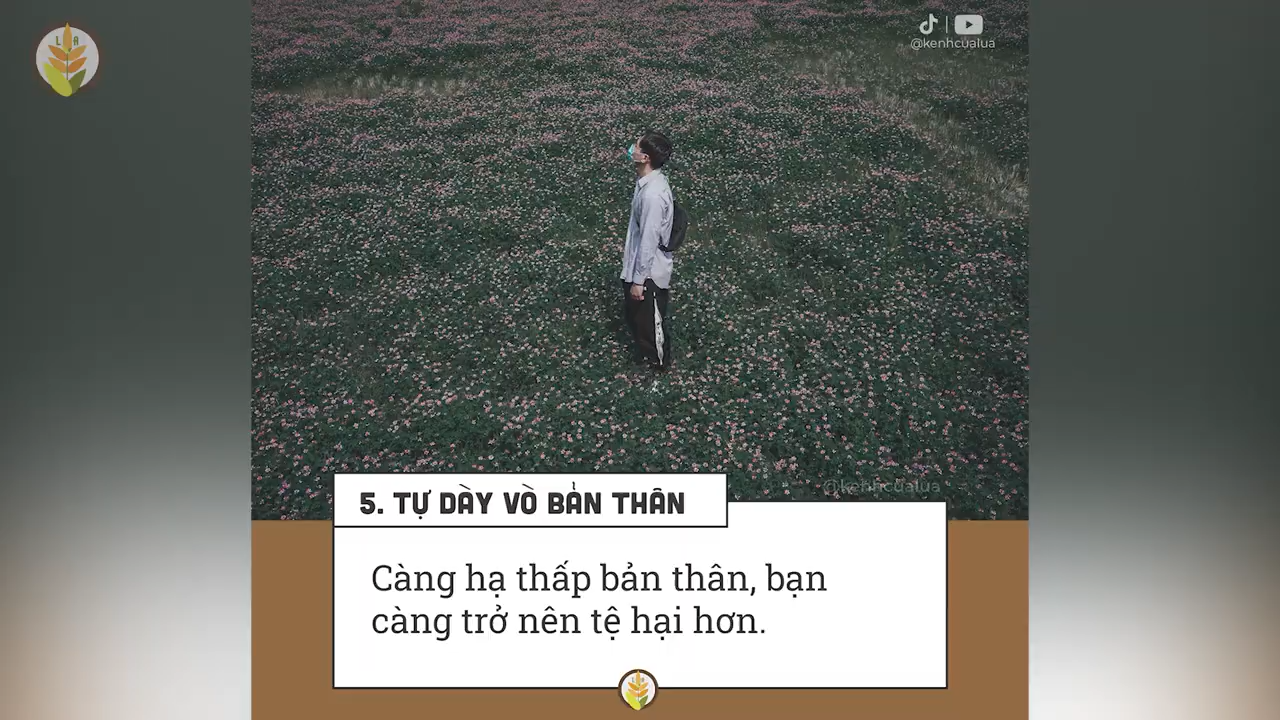 L A
@kenhcualua
@kenhcualua
5. TỰ DÀY VÒ BẢN THÂN
Càng hạ thấp bản thân, bạn
càng trở nên tệ hại hơn.